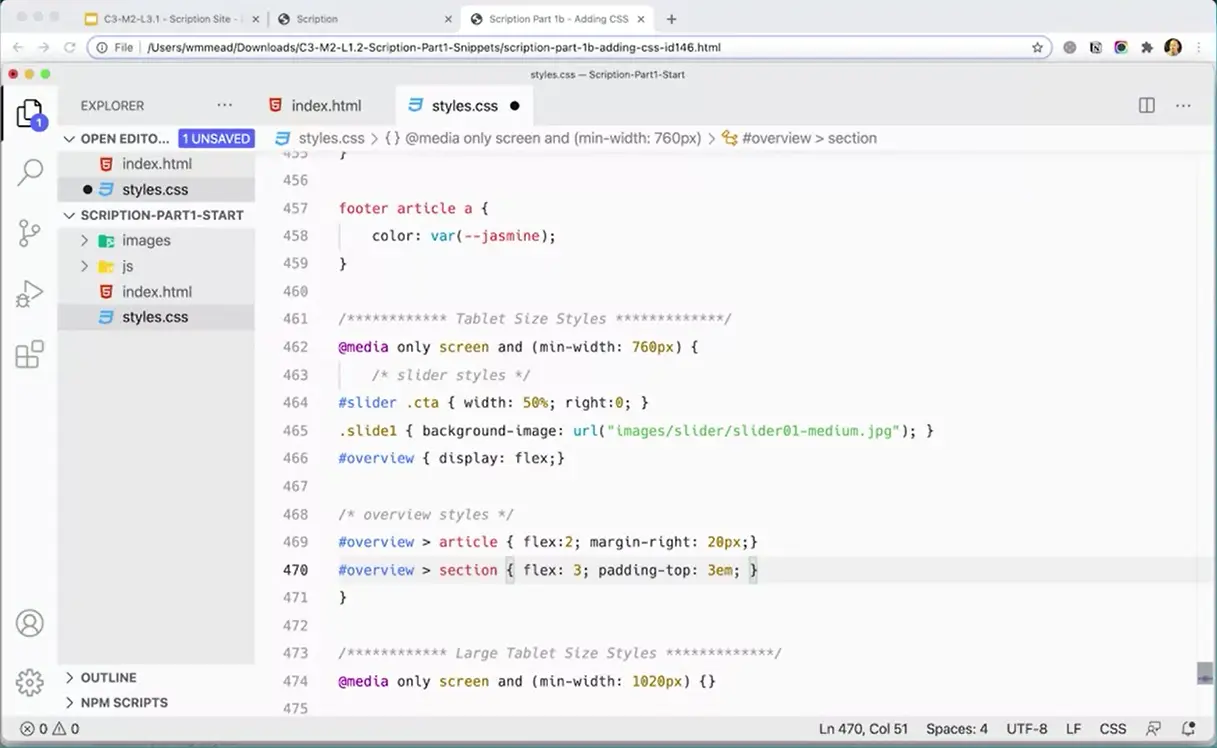 C3-M2-L3.1 - Scription Site -
Scription
Scription Part 1b - Adding CSS
File
/Users/wmmead/Downloads/C3-M2-L1.2-Scription-Part1-Snippets/scription-part-1b-adding-css-id146.html
styles.css — Scription-Part1-Start
EXPLORER
index.html
styles.css
1
OPEN EDITO... 1 UNSAVED
styles.css > {} @media only screen and (min-width: 760px) > #overview > section
index.html
styles.css
SCRIPTION-PART1-START
images
js
index.html
styles.css
OUTLINE
NPM SCRIPTS
455 }
456
457 footer article a {
458 color: var(--jasmine);
459 }
460
461 /************ Tablet Size Styles *************/
462 @media only screen and (min-width: 760px) {
463 /* slider styles */
464 #slider .cta { width: 50%; right:0; }
465 .slide1 { background-image: url("images/slider/slider01-medium.jpg"); }
466 #overview { display: flex;}
467
468 /* overview styles */
469 #overview > article { flex:2; margin-right: 20px;}
470 #overview > section { flex: 3; padding-top: 3em; }
471 }
472
473 /************ Large Tablet Size Styles *************/
474 @media only screen and (min-width: 1020px) {}
475
0 0
Ln 470, Col 51
Spaces: 4
UTF-8
LF
CSS